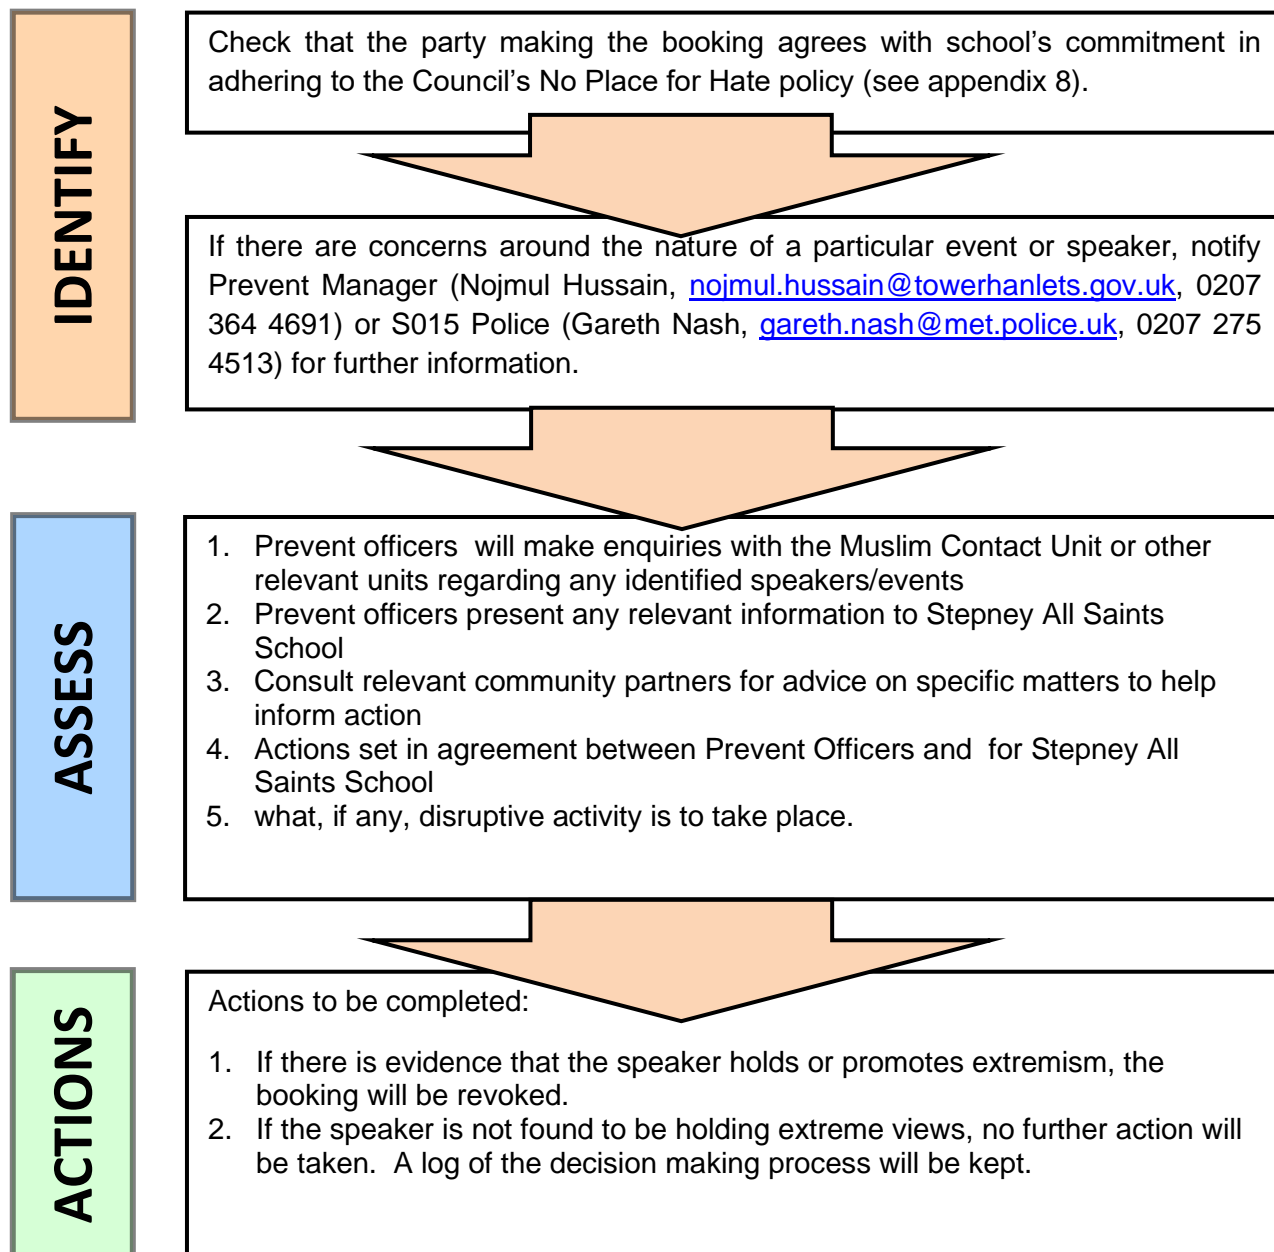 IDENTIFY
Check that the party making the booking agrees with school's commitment in
adhering to the Council's No Place for Hate policy (see appendix 8).
If there are concerns around the nature of a particular event or speaker, notify
Prevent Manager (Nojmul Hussain, nojmul.hussain@towerhanlets.gov.uk, 0207
364 4691) or S015 Police (Gareth Nash, gareth.nash@met.police.uk, 0207 275
4513) for further information.
ASSESS
1. Prevent officers will make enquiries with the Muslim Contact Unit or other
relevant units regarding any identified speakers/events
2. Prevent officers present any relevant information to Stepney All Saints
School
3. Consult relevant community partners for advice on specific matters to help
inform action
4. Actions set in agreement between Prevent Officers and for Stepney All
Saints School
5. what, if any, disruptive activity is to take place.
ACTIONS
Actions to be completed:
1. If there is evidence that the speaker holds or promotes extremism, the
booking will be revoked.
2. If the speaker is not found to be holding extreme views, no further action will
be taken. A log of the decision making process will be kept.